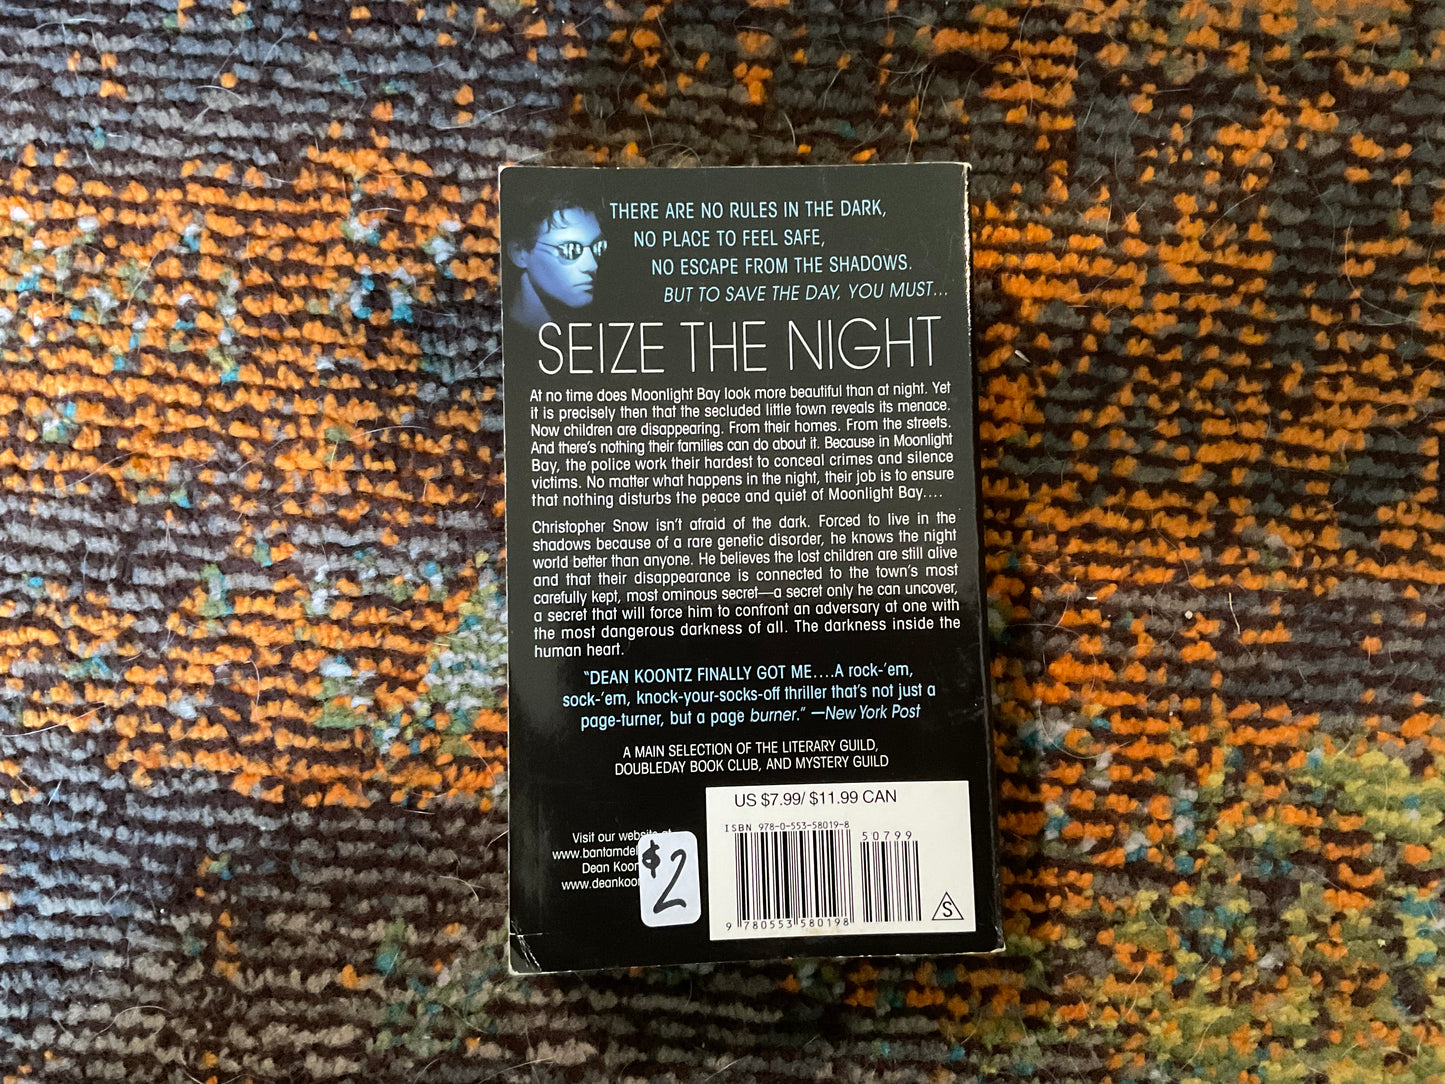 THERE ARE NO RULES IN THE DARK,
NO PLACE TO FEEL SAFE,
NO ESCAPE FROM THE SHADOWS.
BUT TO SAVE THE DAY, YOU MUST...
SEIZE THE NIGHT
At no time does Moonlight Bay look more beautiful than at night. Yet
it is precisely then that the secluded little town reveals its menace.
Now children are disappearing. From their homes. From the streets.
And there's nothing their families can do about it. Because in Moonlight
Bay, the police work their hardest to conceal crimes and silence
victims. No matter what happens in the night, their job is to ensure
that nothing disturbs the peace and quiet of Moonlight Bay....
Christopher Snow isn't afraid of the dark. Forced to live in the
shadows because of a rare genetic disorder, he knows the night
world better than anyone. He believes the lost children are still alive
and that their disappearance is connected to the town's most
carefully kept, most ominous secret—a secret only he can uncover,
a secret that will force him to confront an adversary at one with
the most dangerous darkness of all. The darkness inside the
human heart.
"DEAN KOONTZ FINALLY GOT ME....A rock-'em,
sock-'em, knock-your-socks-off thriller that's not just a
page-turner, but a page burner." —New York Post
A MAIN SELECTION OF THE LITERARY GUILD,
DOUBLEDAY BOOK CLUB, AND MYSTERY GUILD
US $7.99/ $11.99 CAN
ISBN 978-0-553-58019-8
50799
9 780553 580198
S
Visit our website at
www.bantamdel
Dean Koon
www.deankoon
$2